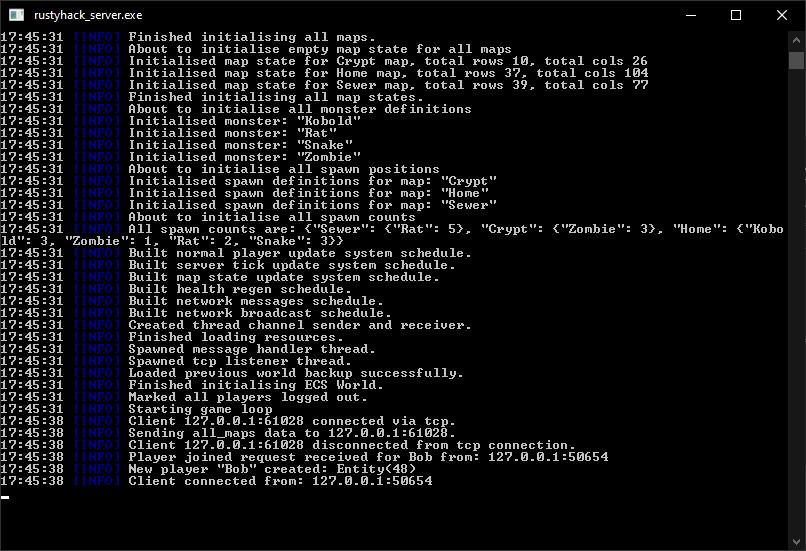 rustyhack_server.exe
17:45:31 [INFO] Finished initialising all maps.
17:45:31 [INFO] About to initialise empty map state for all maps
17:45:31 [INFO] Initialised map state for Crypt map, total rows 10, total cols 26
17:45:31 [INFO] Initialised map state for Home map, total rows 37, total cols 104
17:45:31 [INFO] Initialised map state for Sewer map, total rows 39, total cols 77
17:45:31 [INFO] Finished initialising all map states.
17:45:31 [INFO] About to initialise all monster definitions
17:45:31 [INFO] Initialised monster: "Kobold"
17:45:31 [INFO] Initialised monster: "Rat"
17:45:31 [INFO] Initialised monster: "Snake"
17:45:31 [INFO] Initialised monster: "Zombie"
17:45:31 [INFO] About to initialise all spawn positions
17:45:31 [INFO] Initialised spawn definitions for map: "Crypt"
17:45:31 [INFO] Initialised spawn definitions for map: "Home"
17:45:31 [INFO] Initialised spawn definitions for map: "Sewer"
17:45:31 [INFO] About to initialise all spawn counts
17:45:31 [INFO] All spawn counts are: {"Sewer": {"Rat": 5}, "Crypt": {"Zombie": 3}, "Home": {"Kobo
ld": 3, "Zombie": 1, "Rat": 2, "Snake": 3}}
17:45:31 [INFO] Built normal player update system schedule.
17:45:31 [INFO] Built server tick update system schedule.
17:45:31 [INFO] Built map state update system schedule.
17:45:31 [INFO] Built health regen schedule.
17:45:31 [INFO] Built network messages schedule.
17:45:31 [INFO] Built network broadcast schedule.
17:45:31 [INFO] Created thread channel sender and receiver.
17:45:31 [INFO] Finished loading resources.
17:45:31 [INFO] Spawned message handler thread.
17:45:31 [INFO] Spawned tcp listener thread.
17:45:31 [INFO] Loaded previous world backup successfully.
17:45:31 [INFO] Finished initialising ECS World.
17:45:31 [INFO] Marked all players logged out.
17:45:31 [INFO] Starting game loop
17:45:38 [INFO] Client 127.0.0.1:61028 connected via tcp.
17:45:38 [INFO] Sending all_maps data to 127.0.0.1:61028.
17:45:38 [INFO] Client 127.0.0.1:61028 disconnected from tcp connection.
17:45:38 [INFO] Player joined request received for Bob from: 127.0.0.1:50654
17:45:38 [INFO] New player "Bob" created: Entity(48)
17:45:38 [INFO] Client connected from: 127.0.0.1:50654